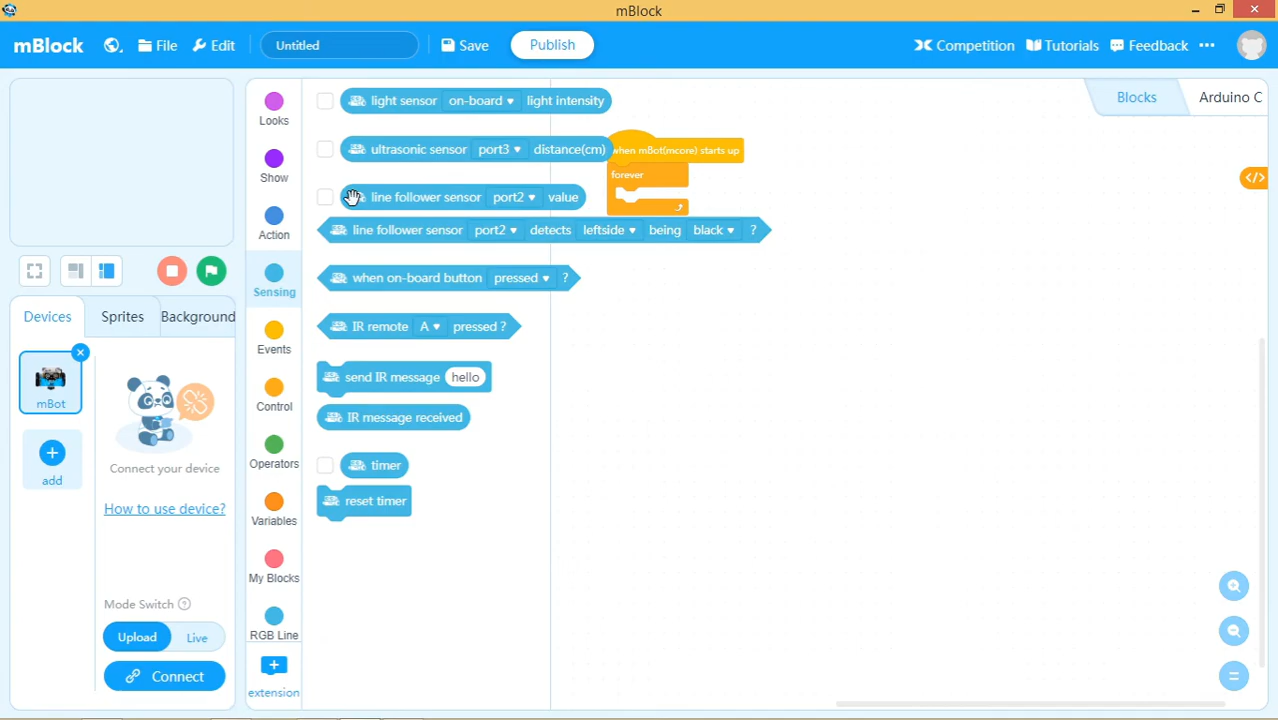 mBlock
mBlock File Edit Untitled Save Publish Competition Tutorials Feedback
Blocks Arduino C
Looks
Show
Action
Sensing
Events
Control
Operators
Variables
My Blocks
RGB Line
extension
light sensor on-board light intensity
ultrasonic sensor port3 distance(cm)
line follower sensor port2 value
line follower sensor port2 detects leftside being black ?
when on-board button pressed ?
IR remote A pressed ?
send IR message hello
IR message received
timer
reset timer
when mBot(mcore) starts up
forever
Devices Sprites Background
mBot
add
Connect your device
How to use device?
Mode Switch ?
Upload Live
Connect